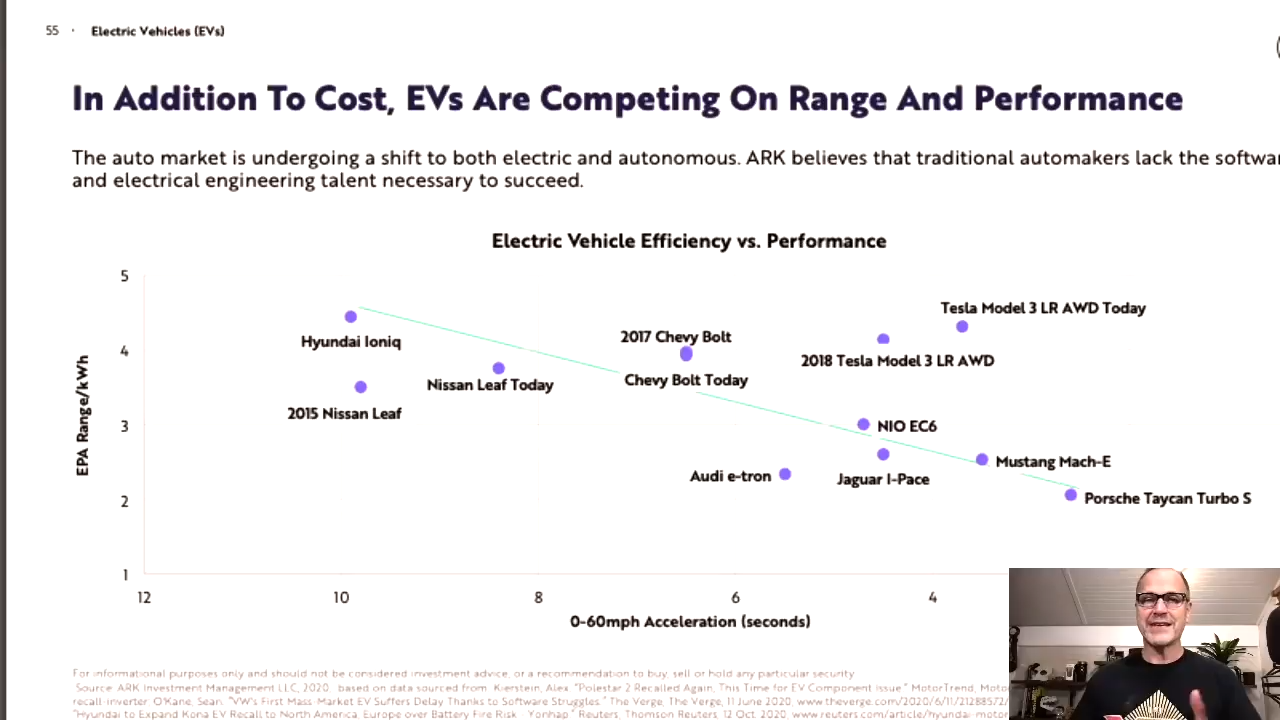 55 · Electric Vehicles (EVs)
In Addition To Cost, EVs Are Competing On Range And Performance
The auto market is undergoing a shift to both electric and autonomous. ARK believes that traditional automakers lack the softwa
and electrical engineering talent necessary to succeed.
Electric Vehicle Efficiency vs. Performance
5
Tesla Model 3 LR AWD Today
2017 Chevy Bolt
Hyundai Ioniq
4
2018 Tesla Model 3 LR AWD
Chevy Bolt Today
Nissan Leaf Today
2015 Nissan Leaf
EPA Range/kWh
3
NIO EC6
Mustang Mach-E
Audi e-tron
Jaguar I-Pace
2
Porsche Taycan Turbo S
1
12 10 8 6 4
0-60mph Acceleration (seconds)
For informational purposes only and should not be considered investment advice, or a recommendation to buy, sell or hold any particular security.
Source: ARK Investment Management LLC, 2020, based on data sourced from: Kierstein, Alex. "Polestar 2 Recalled Again, This Time for EV Component Issue." MotorTrend, Moto
recall-inverter. O'Kane, Sean. "VW's First Mass-Market EV Suffers Delay Thanks to Software Struggles." The Verge, The Verge, 11 June 2020, www.theverge.com/2020/6/11/21288572/
"Hyundai to Expand Kona EV Recall to North America, Europe over Battery Fire Risk - Yonhap." Reuters, Thomson Reuters, 12 Oct. 2020, www.reuters.com/article/hyundai-motor